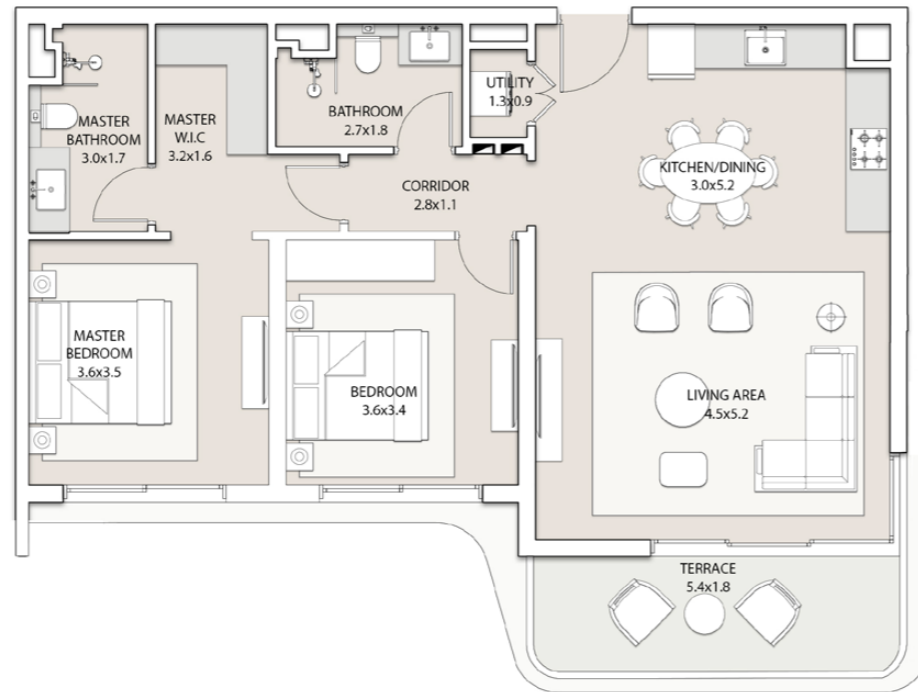 UTILITY
1.3x0.9
BATHROOM
2.7x1.8
MASTER
BATHROOM
3.0x1.7
MASTER
W.I.C
3.2x1.6
KITCHEN/DINING
3.0x5.2
CORRIDOR
2.8x1.1
MASTER
BEDROOM
3.6x3.5
BEDROOM
3.6x3.4
LIVING AREA
4.5x5.2
TERRACE
5.4x1.8